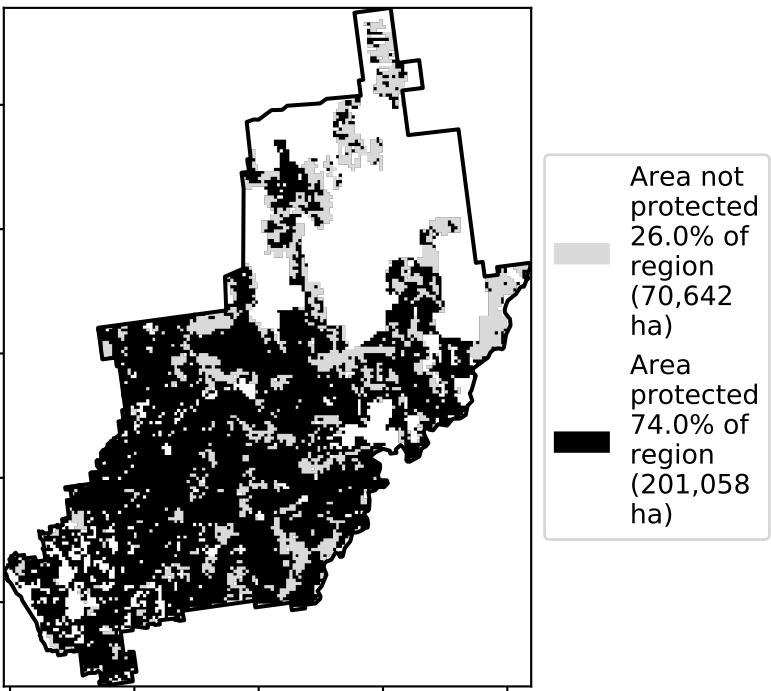 Area not
protected
26.0% of
region
(70,642
ha)
Area
protected
74.0% of
region
(201,058
ha)